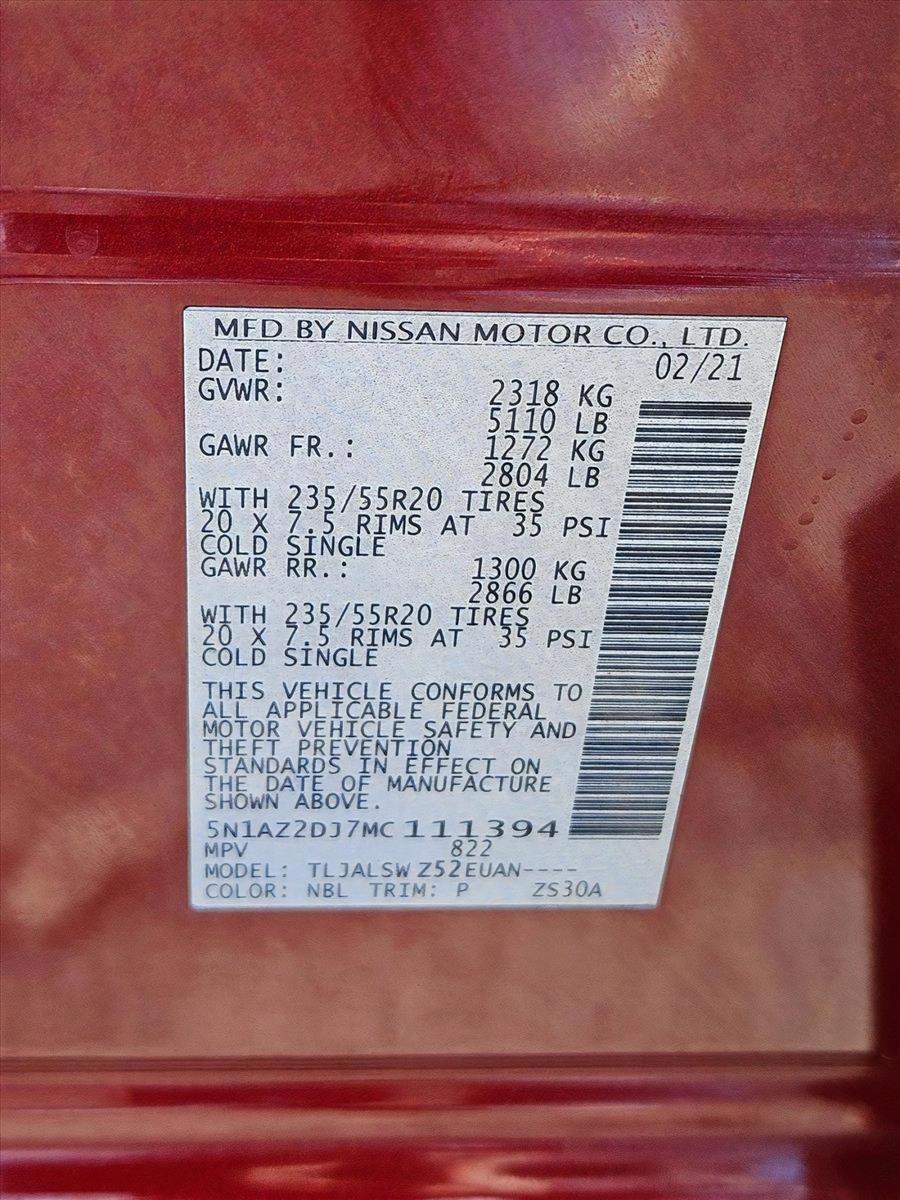 MFD BY NISSAN MOTOR CO., LTD.
DATE: 02/21
GVWR: 2318 KG
5110 LB
GAWR FR.: 1272 KG
2804 LB
WITH 235/55R20 TIRES
20 X 7.5 RIMS AT 35 PSI
COLD SINGLE
GAWR RR.: 1300 KG
2866 LB
WITH 235/55R20 TIRES
20 X 7.5 RIMS AT 35 PSI
COLD SINGLE
THIS VEHICLE CONFORMS TO
ALL APPLICABLE FEDERAL
MOTOR VEHICLE SAFETY AND
THEFT PREVENTION
STANDARDS IN EFFECT ON
THE DATE OF MANUFACTURE
SHOWN ABOVE.
5N1AZ2DJ7MC111394
MPV 822
MODEL: TLJALSW Z52EUAN----
COLOR: NBL TRIM: P ZS30A